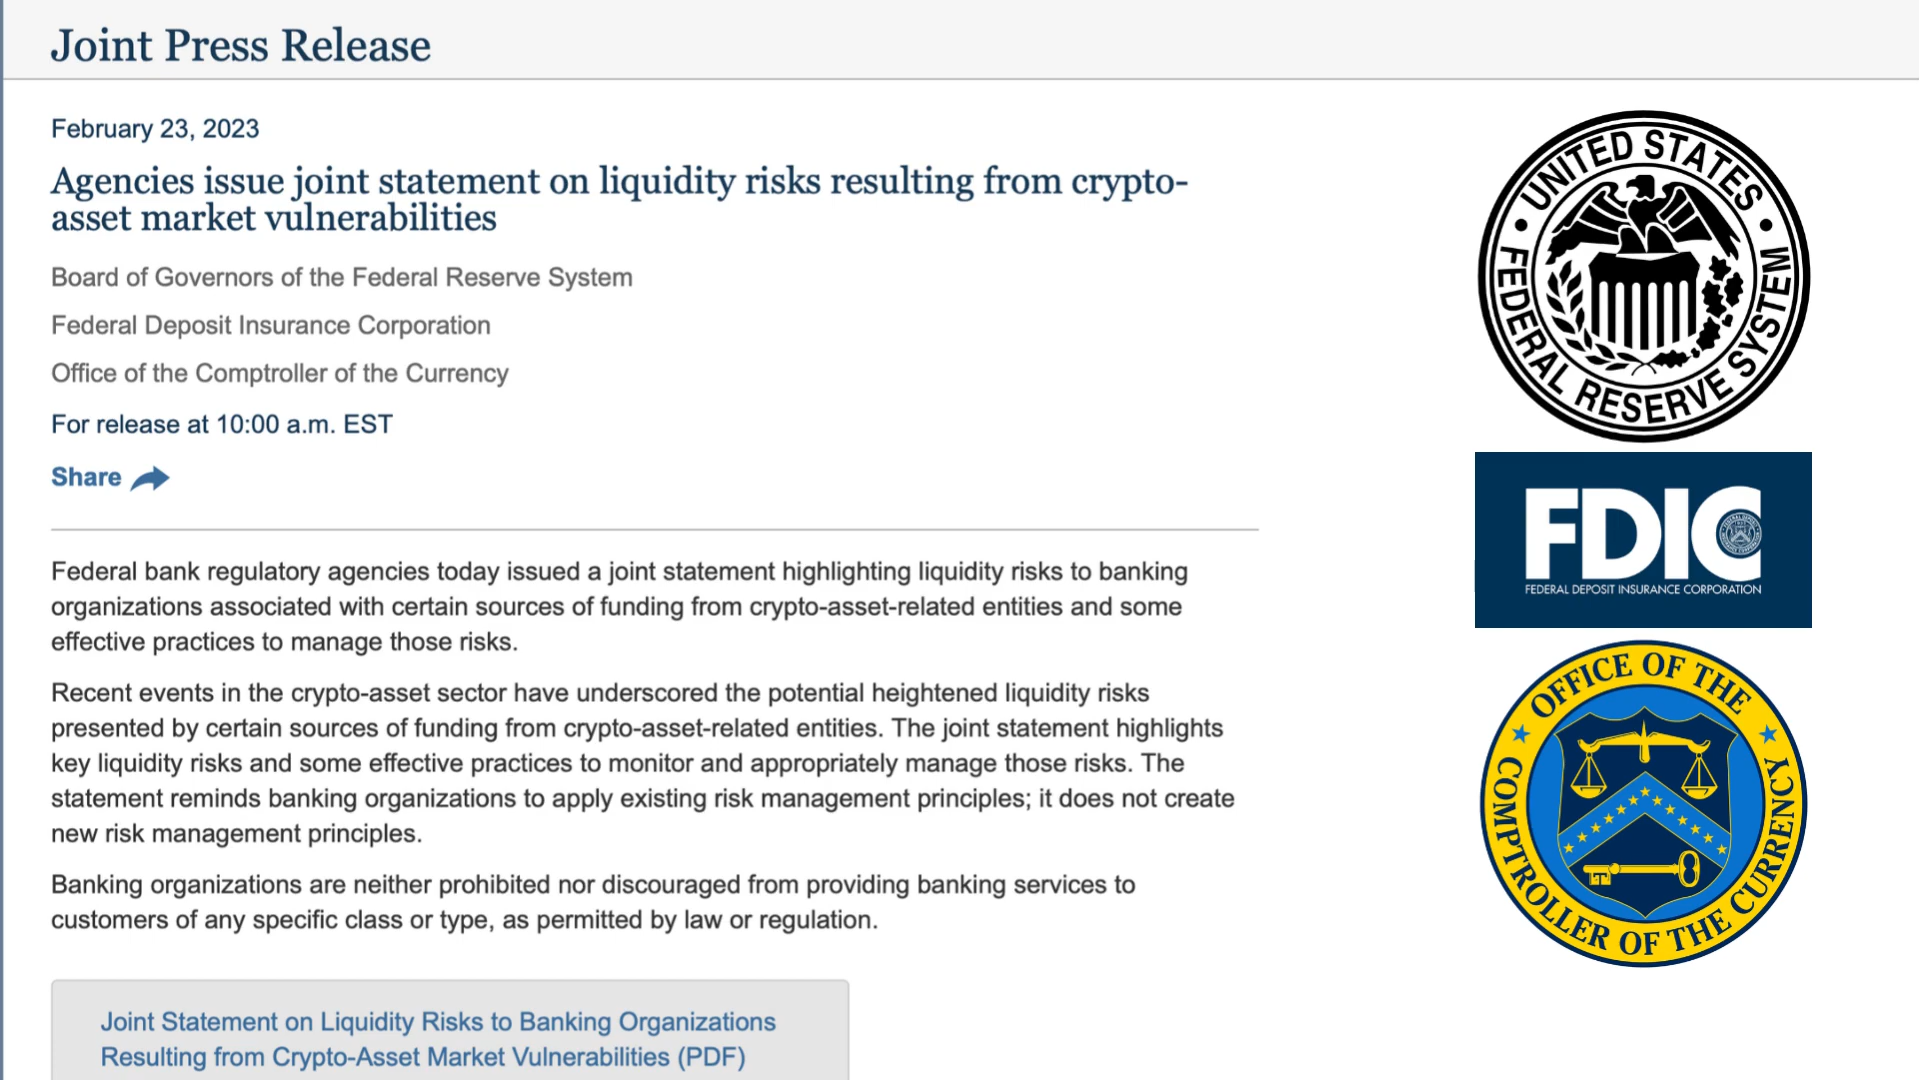 Joint Press Release
February 23, 2023
Agencies issue joint statement on liquidity risks resulting from crypto-
asset market vulnerabilities
Board of Governors of the Federal Reserve System
Federal Deposit Insurance Corporation
Office of the Comptroller of the Currency
For release at 10:00 a.m. EST
Share
Federal bank regulatory agencies today issued a joint statement highlighting liquidity risks to banking
organizations associated with certain sources of funding from crypto-asset-related entities and some
effective practices to manage those risks.
Recent events in the crypto-asset sector have underscored the potential heightened liquidity risks
presented by certain sources of funding from crypto-asset-related entities. The joint statement highlights
key liquidity risks and some effective practices to monitor and appropriately manage those risks. The
statement reminds banking organizations to apply existing risk management principles; it does not create
new risk management principles.
Banking organizations are neither prohibited nor discouraged from providing banking services to
customers of any specific class or type, as permitted by law or regulation.
Joint Statement on Liquidity Risks to Banking Organizations
Resulting from Crypto-Asset Market Vulnerabilities (PDF)
UNITED STATES
FEDERAL RESERVE SYSTEM
FDIC
FEDERAL DEPOSIT INSURANCE CORPORATION
OFFICE OF THE
COMPTROLLER OF THE CURRENCY